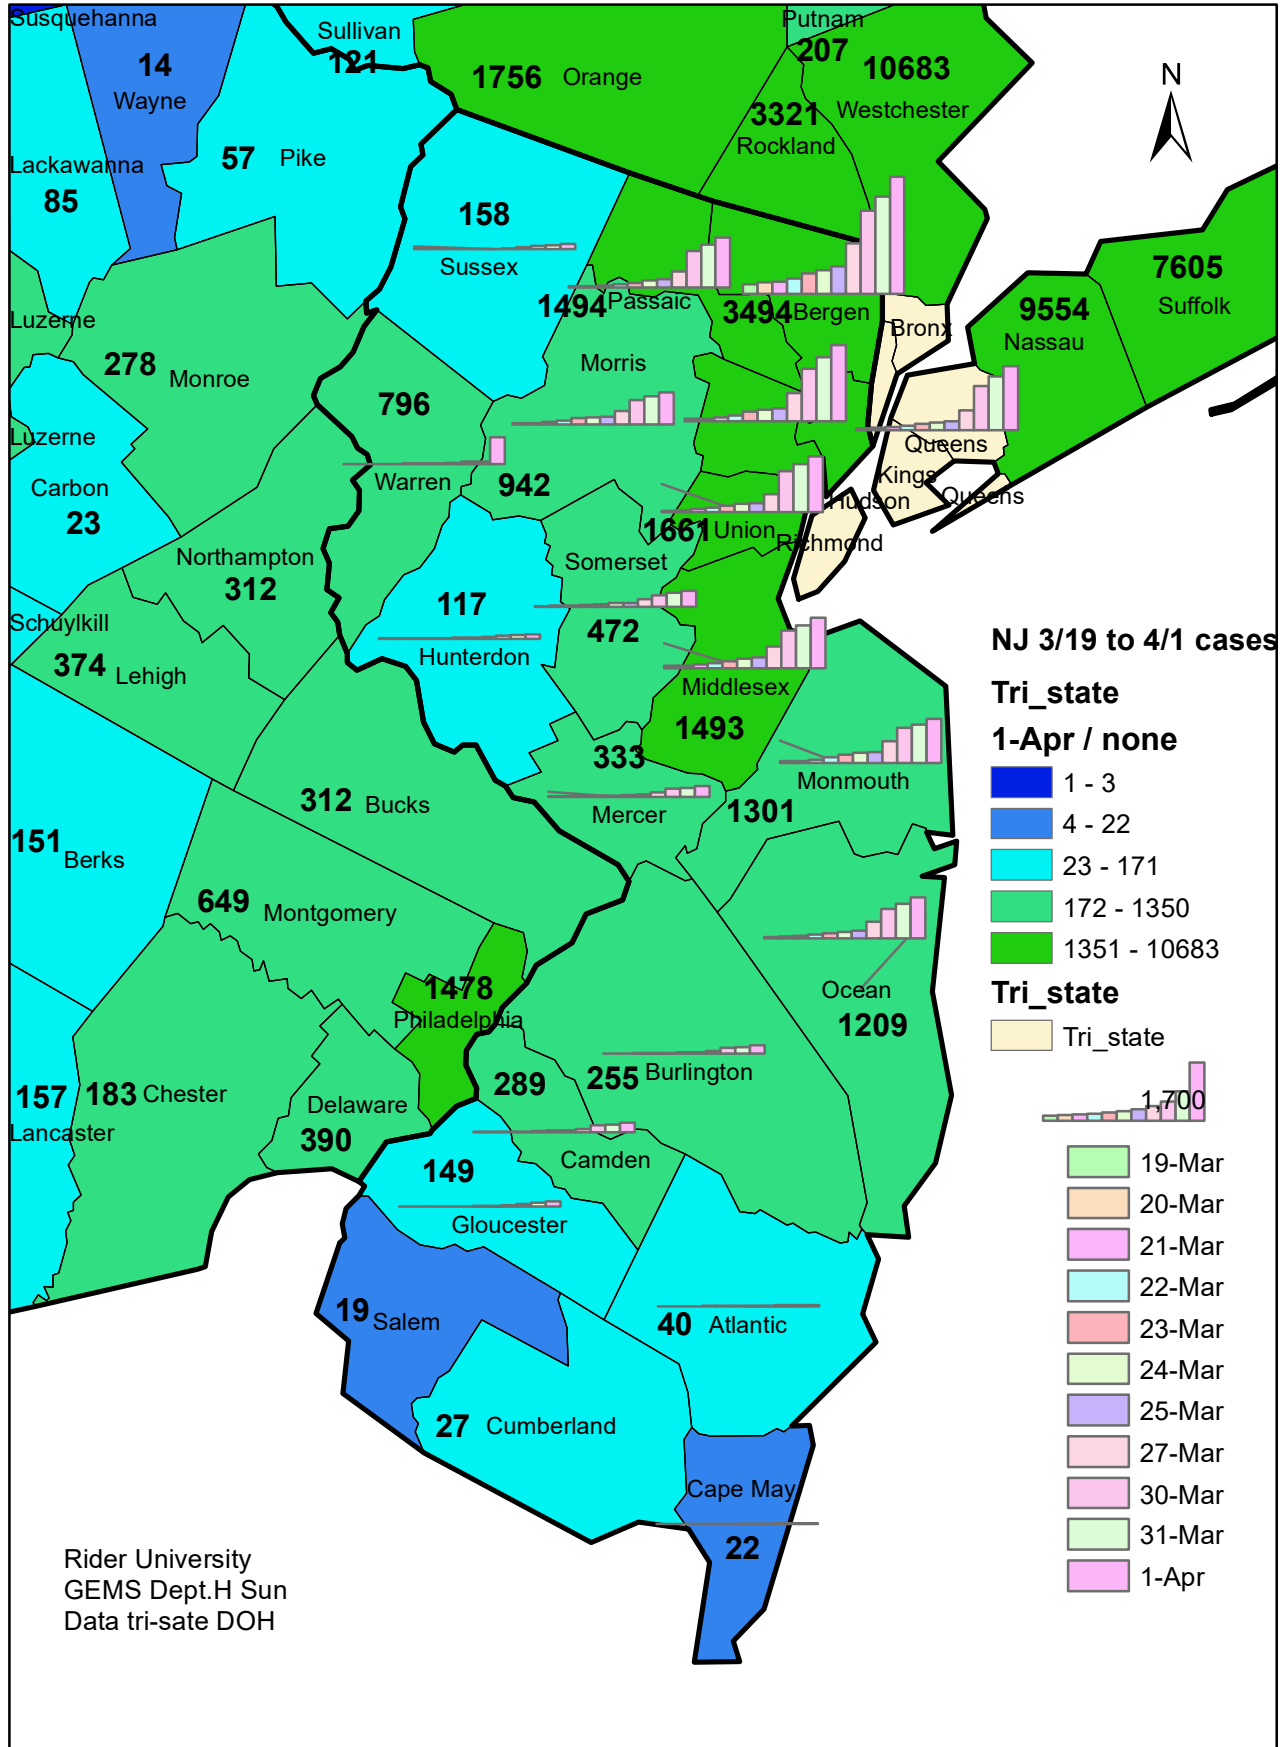 Susquehanna
Sullivan
121
Putnam
207
14
Wayne
1756 Orange
10683
Westchester
3321
Rockland
N
57 Pike
Lackawanna
85
158
Sussex
7605
Suffolk
1494 Passaic
3494 Bergen
9554
Nassau
Bronx
Luzerne
278 Monroe
Morris
796
Warren
942
Luzerne
Queens
Kings
Queens
Hudson
Carbon
23
1661 Union
Richmond
Northampton
312
Somerset
472
117
Hunterdon
Schuylkill
374 Lehigh
NJ 3/19 to 4/1 cases
Tri_state
1-Apr / none
1 - 3
4 - 22
23 - 171
172 - 1350
1351 - 10683
Tri_state
Tri_state
1,700
19-Mar
20-Mar
21-Mar
22-Mar
23-Mar
24-Mar
25-Mar
27-Mar
30-Mar
31-Mar
1-Apr
Middlesex
1493
333
Mercer
Monmouth
1301
312 Bucks
151 Berks
649 Montgomery
1478
Philadelphia
Ocean
1209
157
Lancaster
183 Chester
Delaware
390
289
Camden
255 Burlington
149
Gloucester
19 Salem
40 Atlantic
27 Cumberland
Cape May
22
Rider University
GEMS Dept.H Sun
Data tri-sate DOH